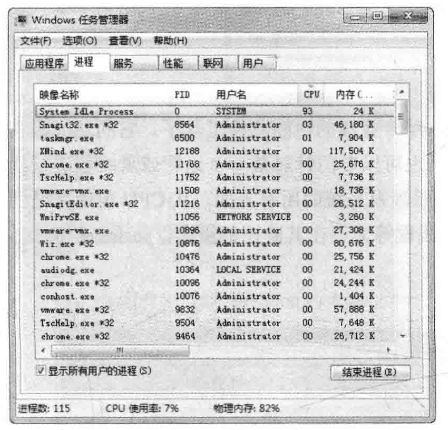 Windows 任务管理器
文件(F) 选项(O) 查看(V) 帮助(H)
应用程序 进程 服务 性能 联网 用户
映像名称 PID 用户名 CPU 内存(...
System Idle Process 0 SYSTEM 93 24 K
Snagit32.exe *32 8564 Administrator 03 46,180 K
taskmgr.exe 6500 Administrator 01 7,904 K
XMind.exe *32 12188 Administrator 00 117,504 K
chrome.exe *32 11788 Administrator 00 25,676 K
TscHelp.exe *32 11752 Administrator 00 7,736 K
vmware-vmx.exe 11508 Administrator 00 18,736 K
SnagitEditor.exe *32 11216 Administrator 00 26,512 K
WmiPrvSE.exe 11056 NETWORK SERVICE 00 3,260 K
vmware-vmx.exe 10896 Administrator 00 27,308 K
Wiz.exe *32 10876 Administrator 00 80,676 K
chrome.exe *32 10476 Administrator 00 25,756 K
audiodg.exe 10364 LOCAL SERVICE 00 21,424 K
chrome.exe *32 10096 Administrator 00 24,244 K
conhost.exe 10076 Administrator 00 1,404 K
vmware.exe *32 9832 Administrator 00 57,888 K
TscHelp.exe *32 9504 Administrator 00 7,648 K
chrome.exe *32 9464 Administrator 00 26,712 K
显示所有用户的进程(S) 结束进程(E)
进程数: 115 CPU 使用率: 7% 物理内存: 82%